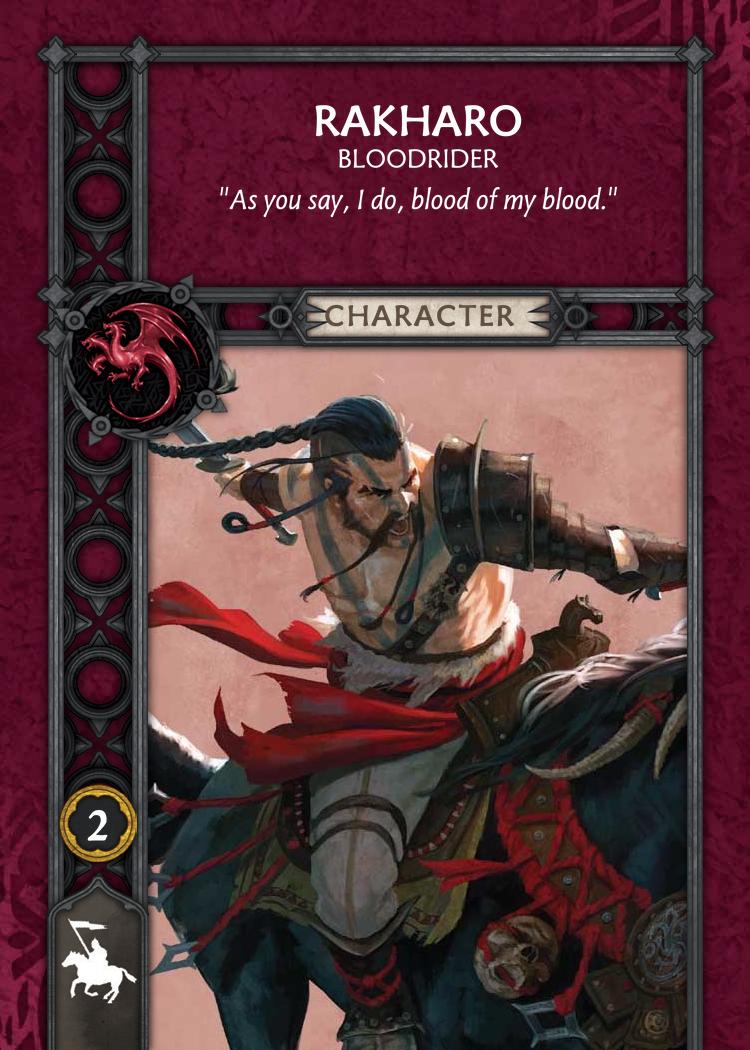 RAKHARO
BLOODRIDER
"As you say, I do, blood of my blood."
CHARACTER
2